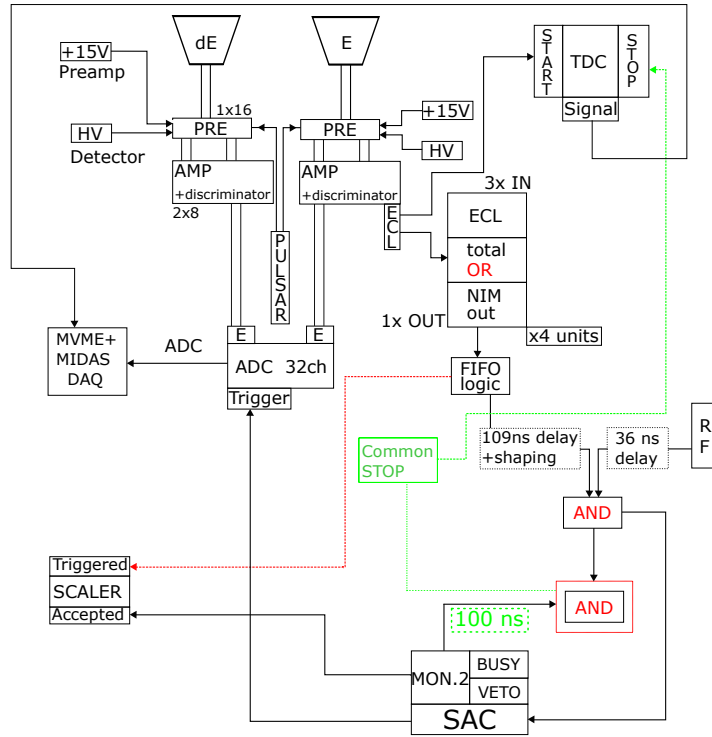 dE
E
+15V
Preamp
HV
Detector
1x16
PRE
PRE
+15V
HV
AMP
+discriminator
2x8
AMP
+discriminator
ECL
PULSAR
START
TDC
STOP
Signal
3x IN
ECL
total
OR
NIM
out
1x OUT
x4 units
MVME+
MIDAS
DAQ
ADC
E
E
ADC 32ch
Trigger
FIFO
logic
Common
STOP
109ns delay
+shaping
36 ns
delay
R
F
AND
AND
Triggered
SCALER
Accepted
100 ns
MON.2
BUSY
VETO
SAC